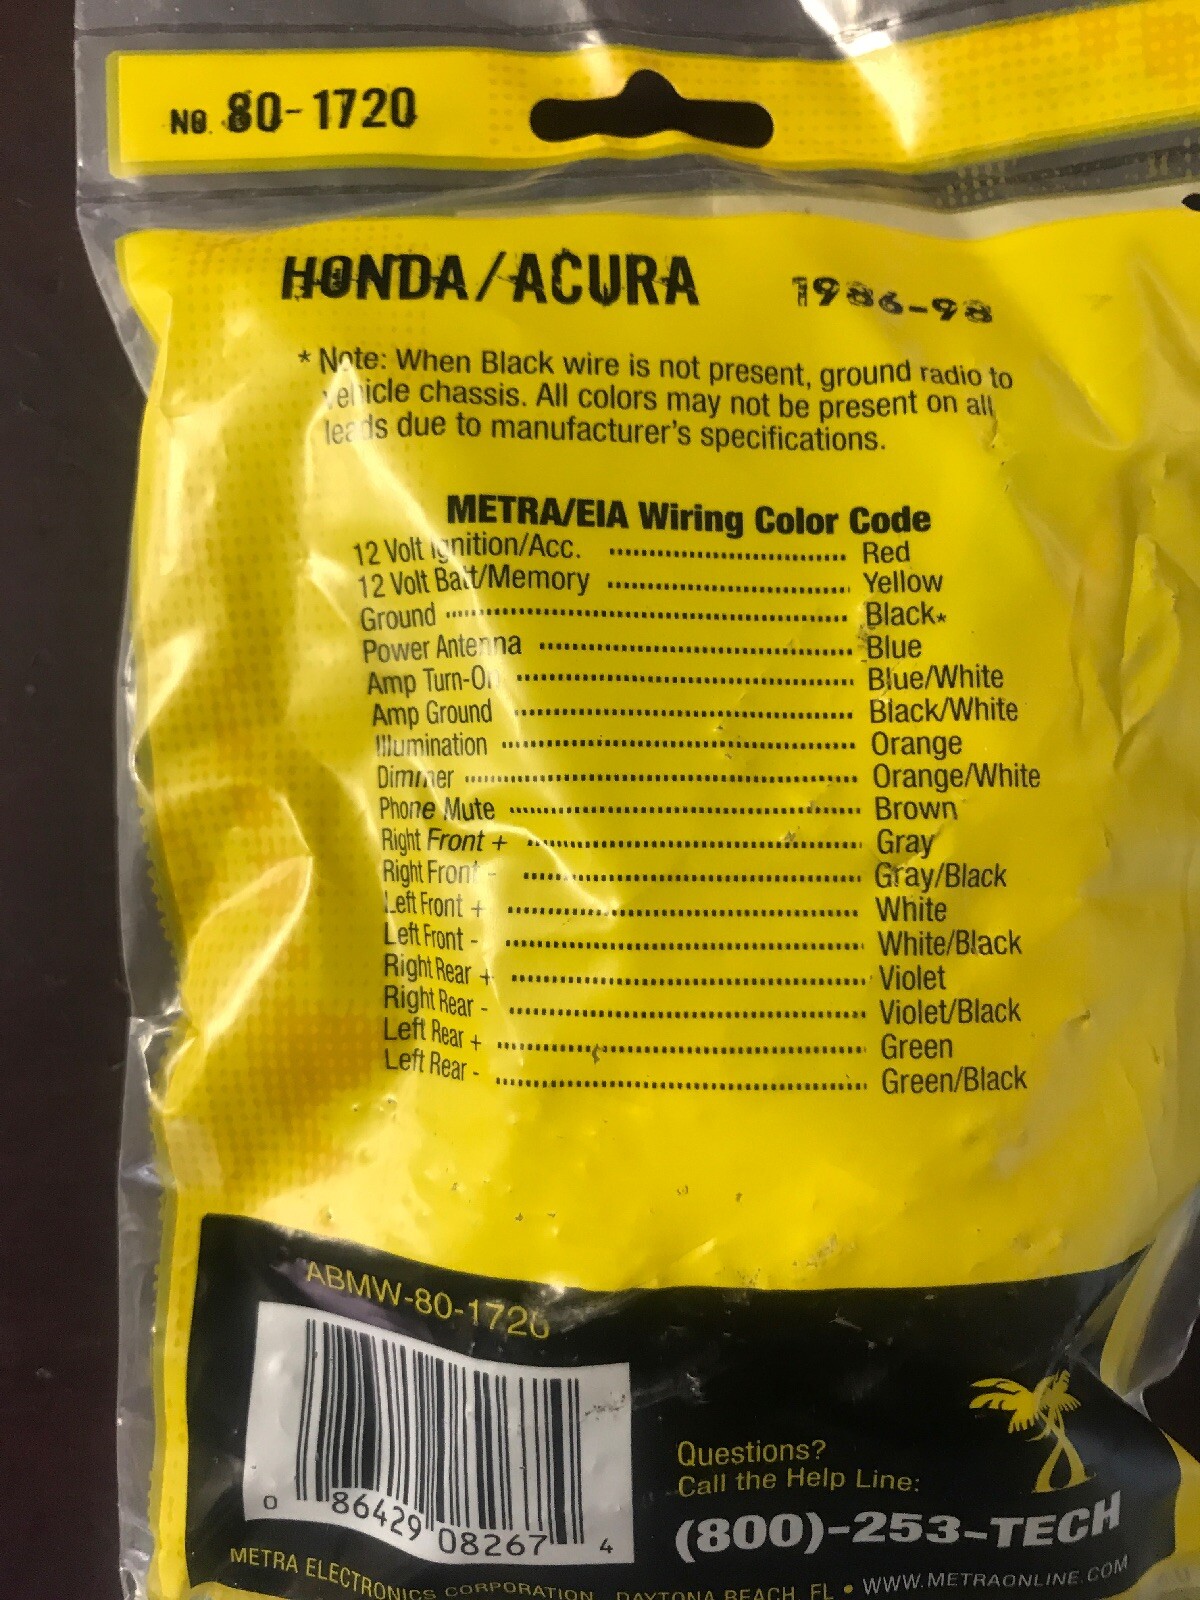 NO. 80-1720
HONDA/ACURA 1986-98
* Note: When Black wire is not present, ground radio to
vehicle chassis. All colors may not be present on all
leads due to manufacturer's specifications.
METRA/EIA Wiring Color Code
12 Volt Ignition/Acc. Red
12 Volt Batt/Memory Yellow
Ground Black*
Power Antenna Blue
Amp Turn-On Blue/White
Amp Ground Black/White
Illumination Orange
Dimmer Orange/White
Phone Mute Brown
Right Front + Gray
Right Front - Gray/Black
Left Front + White
Left Front - White/Black
Right Rear + Violet
Right Rear - Violet/Black
Left Rear + Green
Left Rear - Green/Black
ABMW-80-1720
0 86429 08267 4
Questions?
Call the Help Line:
(800)-253-TECH
METRA ELECTRONICS CORPORATION DAYTONA BEACH, FL • WWW.METRAONLINE.COM